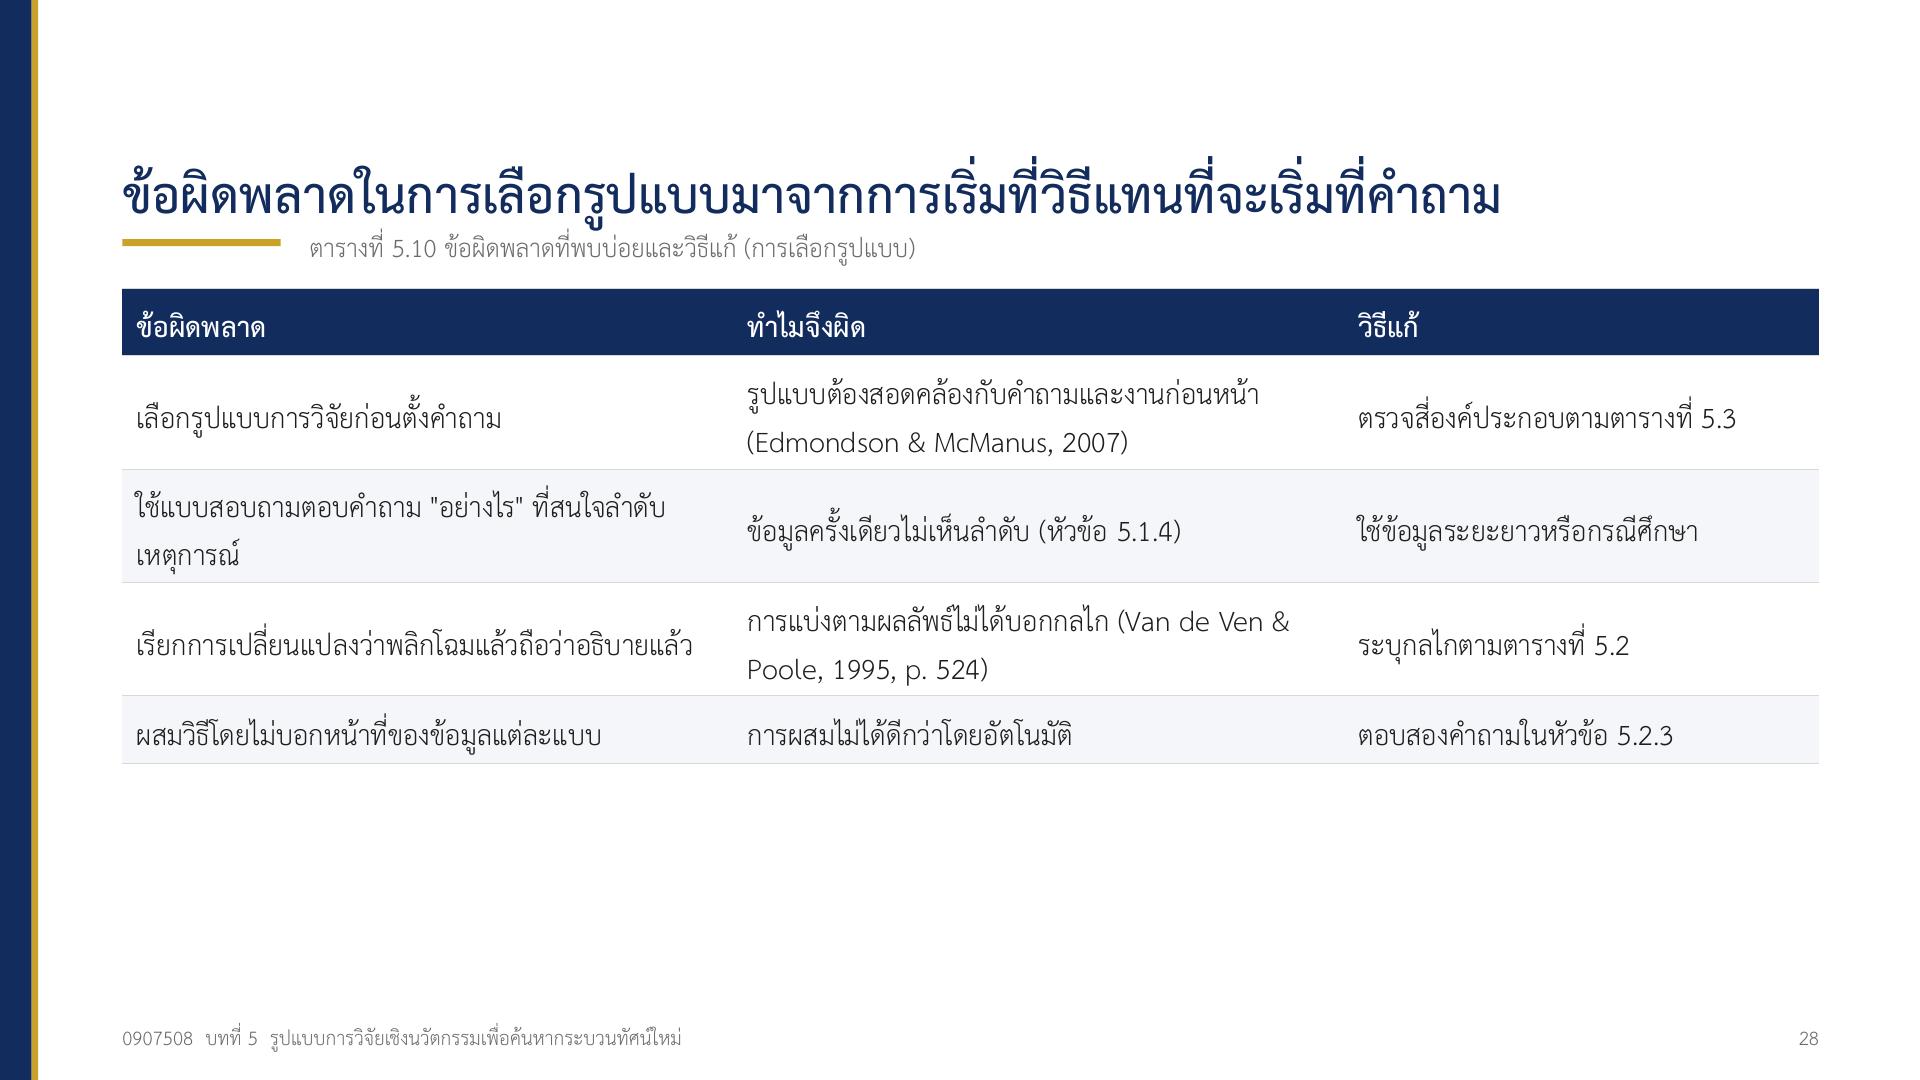 ข้อผิดพลาดในการเลือกรูปแบบมาจากการเริ่มที่วิธีแทนที่จะเริ่มที่คำถาม
ตารางที่ 5.10 ข้อผิดพลาดที่พบบ่อยและวิธีแก้ (การเลือกรูปแบบ)
ข้อผิดพลาด ทำไมจึงผิด วิธีแก้
เลือกรูปแบบการวิจัยก่อนตั้งคำถาม
รูปแบบต้องสอดคล้องกับคำถามและงานก่อนหน้า
(Edmondson & McManus, 2007)
ตรวจสี่องค์ประกอบตามตารางที่ 5.3
ใช้แบบสอบถามตอบคำถาม "อย่างไร" ที่สนใจลำดับ
เหตุการณ์
ข้อมูลครั้งเดียวไม่เห็นลำดับ (หัวข้อ 5.1.4)
ใช้ข้อมูลระยะยาวหรือกรณีศึกษา
เรียกการเปลี่ยนแปลงว่าพลิกโฉมแล้วถือว่าอธิบายแล้ว
การแบ่งตามผลลัพธ์ไม่ได้บอกกลไก (Van de Ven &
Poole, 1995, p. 524)
ระบุกลไกตามตารางที่ 5.2
ผสมวิธีโดยไม่บอกหน้าที่ของข้อมูลแต่ละแบบ
การผสมไม่ได้ดีกว่าโดยอัตโนมัติ
ตอบสองคำถามในหัวข้อ 5.2.3
0907508 บทที่ 5 รูปแบบการวิจัยเชิงนวัตกรรมเพื่อค้นหากระบวนทัศน์ใหม่
28